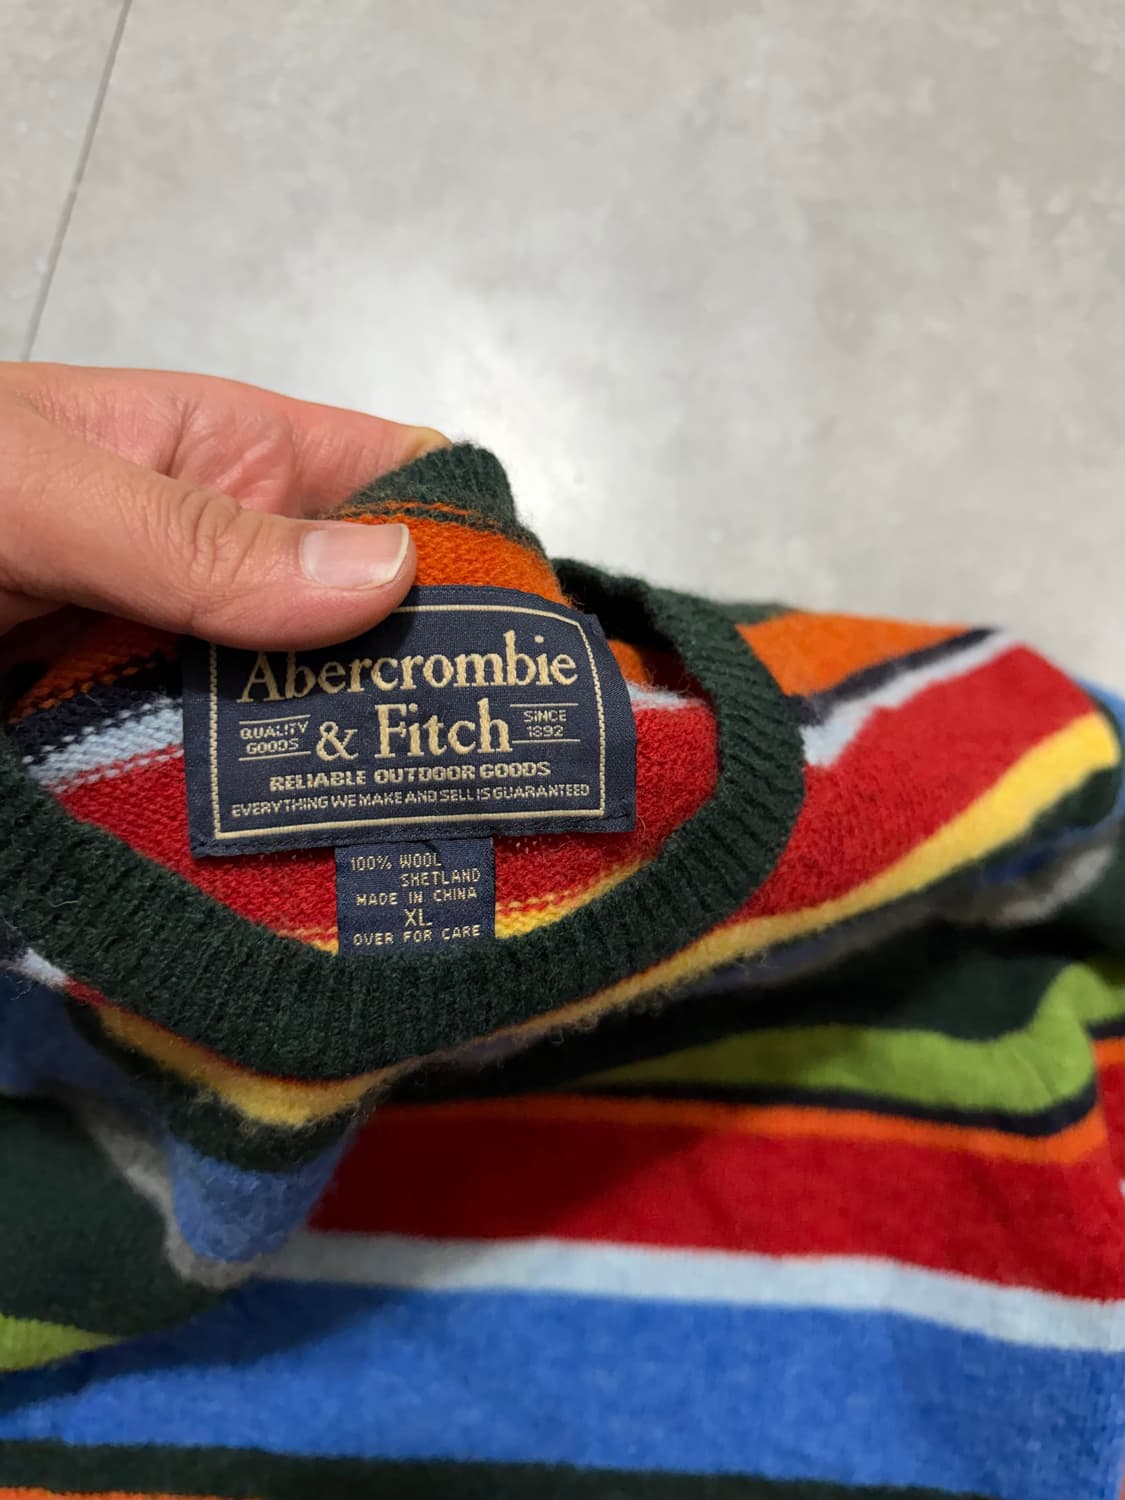 Abercrombie
& Fitch
QUALITY
GOODS
SINCE
1892
RELIABLE OUTDOOR GOODS
EVERYTHING WE MAKE AND SELL IS GUARANTEED
100% WOOL
SHETLAND
MADE IN CHINA
XL
OVER FOR CARE